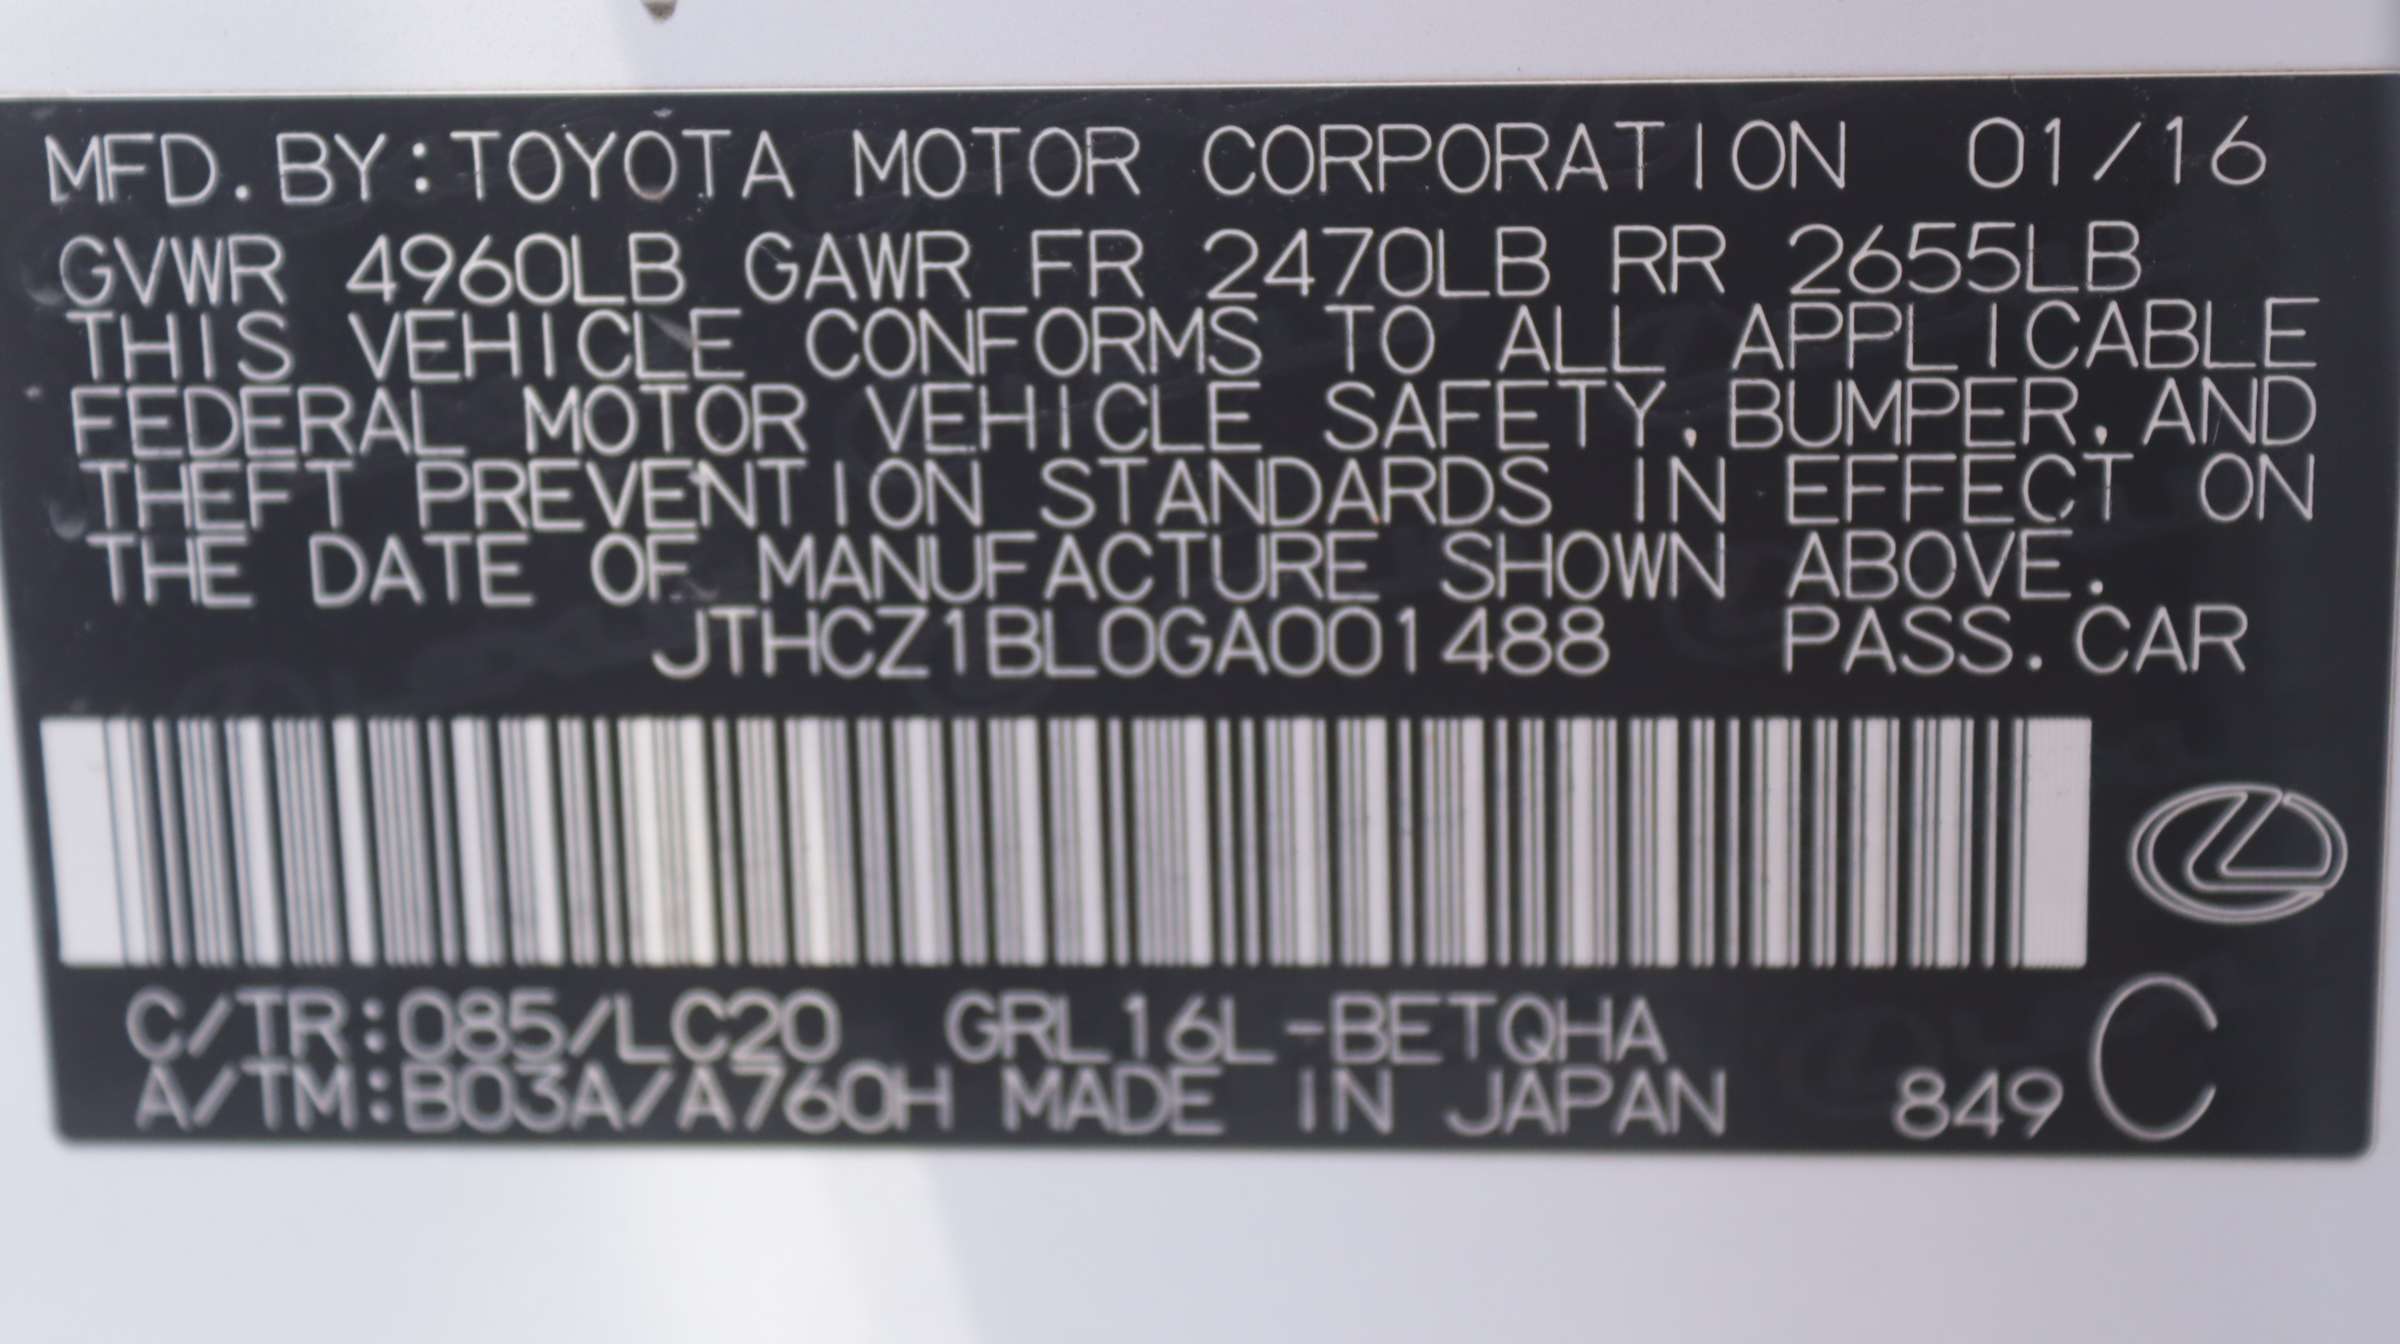 MFD.BY:TOYOTA MOTOR CORPORATION 01/16
GVWR 4960LB GAWR FR 2470LB RR 2655LB
THIS VEHICLE CONFORMS TO ALL APPLICABLE
FEDERAL MOTOR VEHICLE SAFETY,BUMPER,AND
THEFT PREVENTION STANDARDS IN EFFECT ON
THE DATE OF MANUFACTURE SHOWN ABOVE.
JTHCZ1BL0GA001488 PASS.CAR
C/TR:085/LC20 GRL16L-BETQHA
A/TM:B03A/A760H MADE IN JAPAN 849 C